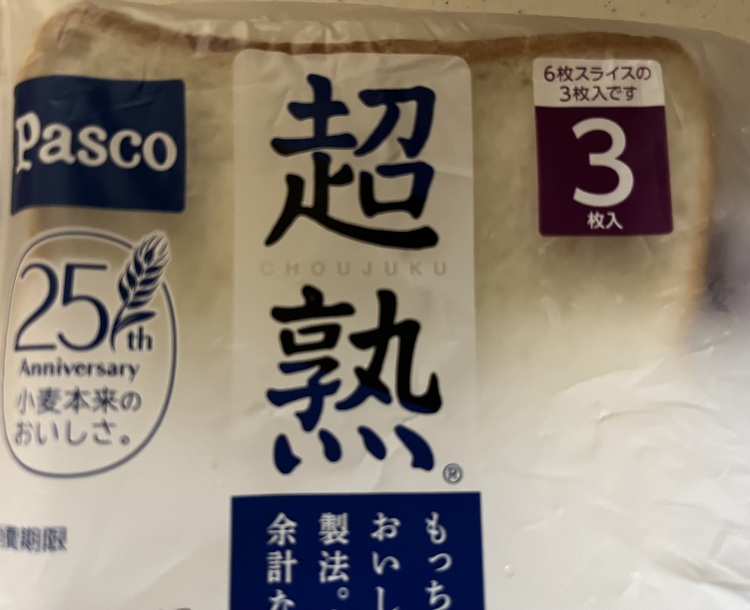 Pasco
超熟
CHOUJUKU
®
6枚スライスの
3枚入です
3
枚入
25th
Anniversary
小麦本来の
おいしさ。
期限
もっち
おいし
製法。
余計な